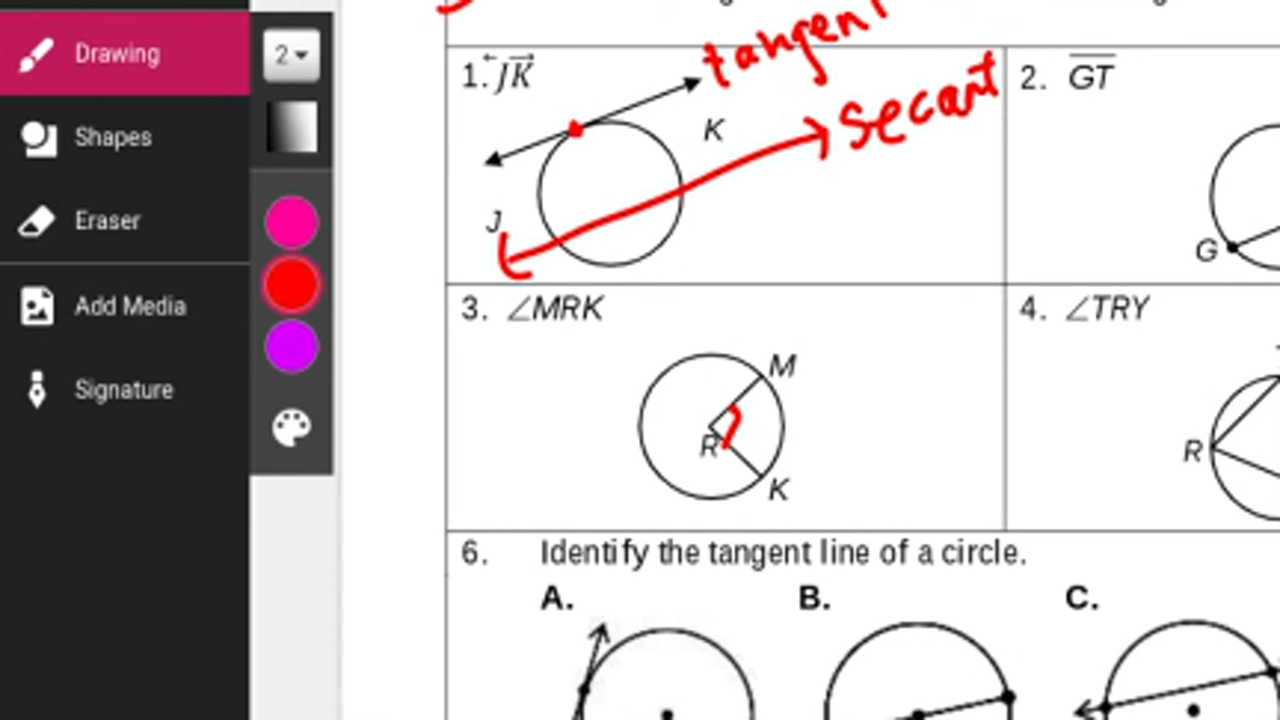 Drawing
2
Shapes
Eraser
Add Media
Signature
tangent
1. JK
K
secant
J
2. GT
G
3. ∠MRK
M
R
K
4. ∠TRY
R
6. Identify the tangent line of a circle.
A. B. C.